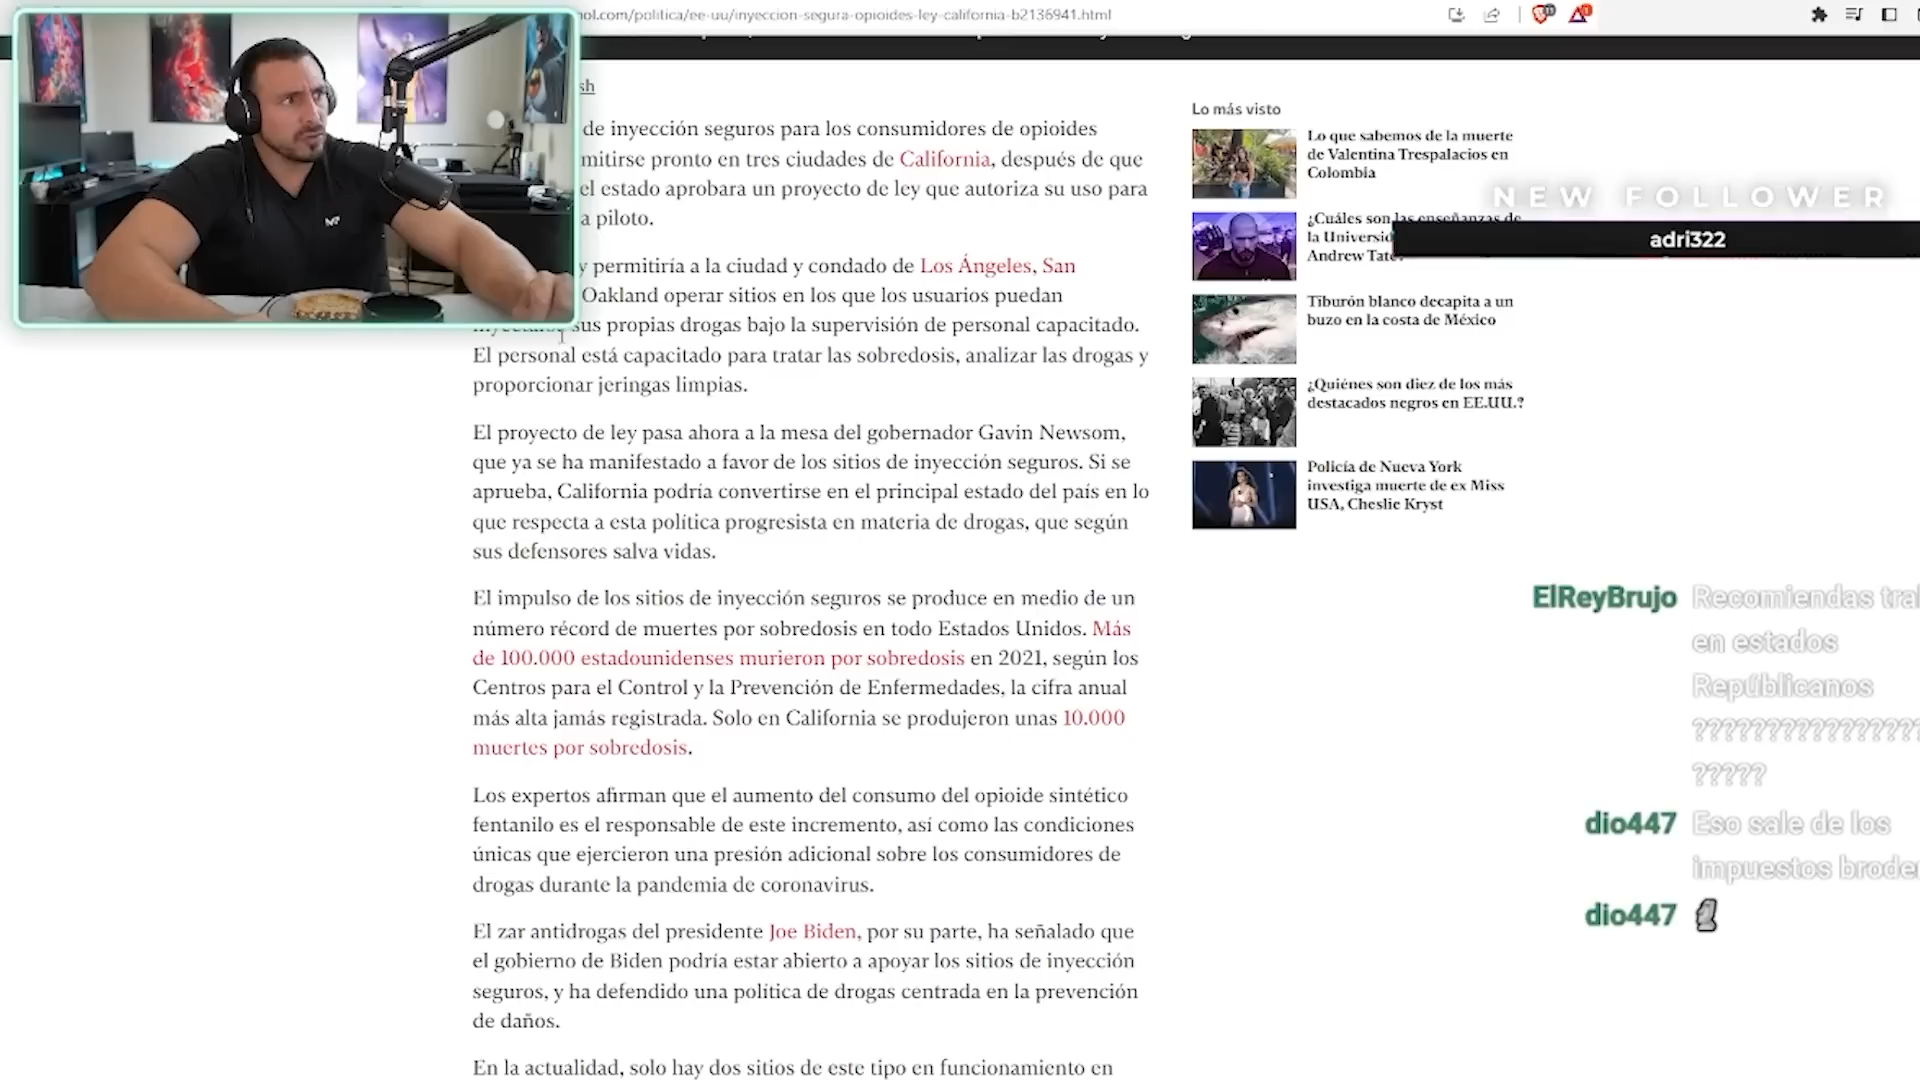 ol.com/politica/ee-uu/inyeccion-segura-opioides-ley-california-b2136941.html
sh
de inyección seguros para los consumidores de opioides
mitirse pronto en tres ciudades de California, después de que
el estado aprobara un proyecto de ley que autoriza su uso para
a piloto.
y permitiría a la ciudad y condado de Los Ángeles, San
Oakland operar sitios en los que los usuarios puedan
sus propias drogas bajo la supervisión de personal capacitado.
El personal está capacitado para tratar las sobredosis, analizar las drogas y
proporcionar jeringas limpias.
El proyecto de ley pasa ahora a la mesa del gobernador Gavin Newsom,
que ya se ha manifestado a favor de los sitios de inyección seguros. Si se
aprueba, California podría convertirse en el principal estado del país en lo
que respecta a esta política progresista en materia de drogas, que según
sus defensores salva vidas.
El impulso de los sitios de inyección seguros se produce en medio de un
número récord de muertes por sobredosis en todo Estados Unidos. Más
de 100.000 estadounidenses murieron por sobredosis en 2021, según los
Centros para el Control y la Prevención de Enfermedades, la cifra anual
más alta jamás registrada. Solo en California se produjeron unas 10.000
muertes por sobredosis.
Los expertos afirman que el aumento del consumo del opioide sintético
fentanilo es el responsable de este incremento, así como las condiciones
únicas que ejercieron una presión adicional sobre los consumidores de
drogas durante la pandemia de coronavirus.
El zar antidrogas del presidente Joe Biden, por su parte, ha señalado que
el gobierno de Biden podría estar abierto a apoyar los sitios de inyección
seguros, y ha defendido una política de drogas centrada en la prevención
de daños.
En la actualidad, solo hay dos sitios de este tipo en funcionamiento en
Lo más visto
Lo que sabemos de la muerte
de Valentina Trespalacios en
Colombia
¿Cuáles son las enseñanzas de
la Universid
Andrew Tate?
Tiburón blanco decapita a un
buzo en la costa de México
¿Quiénes son diez de los más
destacados negros en EE.UU.?
Policía de Nueva York
investiga muerte de ex Miss
USA, Cheslie Kryst
NEW FOLLOWER
adri322
ElReyBrujo Recomiendas tra
en estados
Repúblicanos
????????????????
?????
dio447 Eso sale de los
impuestos broder
dio447